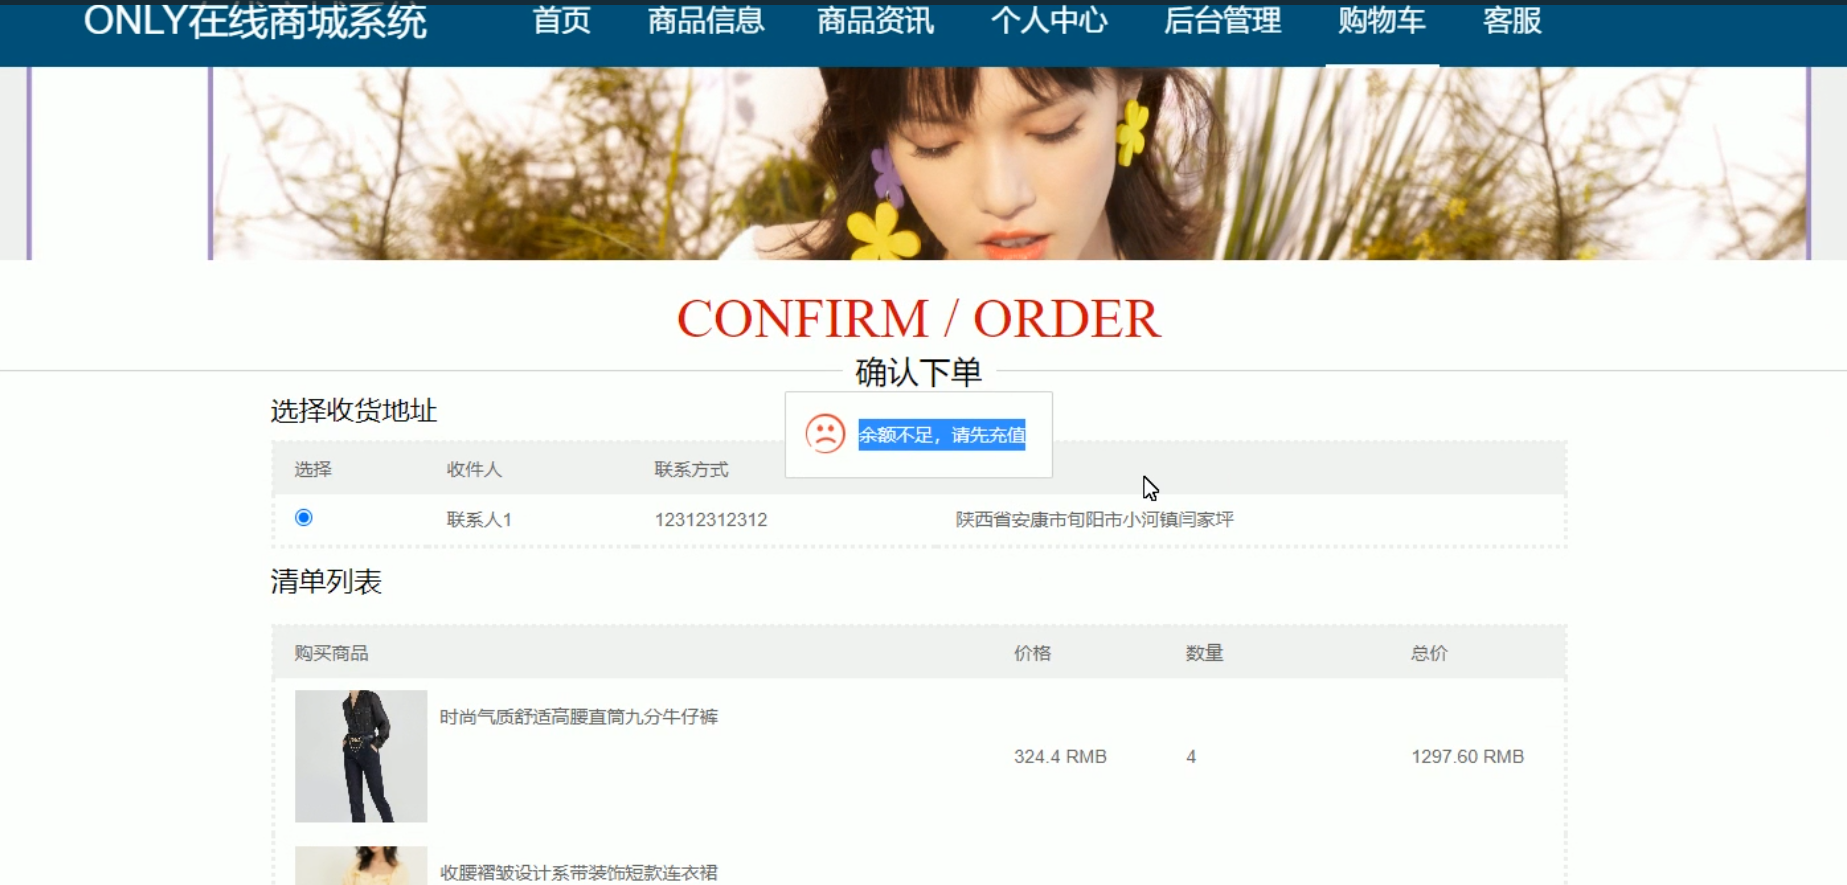 ONLY在线商城系统 首页 商品信息 商品资讯 个人中心 后台管理 购物车 客服
CONFIRM / ORDER
确认下单
选择收货地址
余额不足，请先充值
选择 收件人 联系方式
联系人1 12312312312 陕西省安康市旬阳市小河镇闫家坪
清单列表
购买商品 价格 数量 总价
时尚气质舒适高腰直筒九分牛仔裤
324.4 RMB 4 1297.60 RMB
收腰褶皱设计系带装饰短款连衣裙